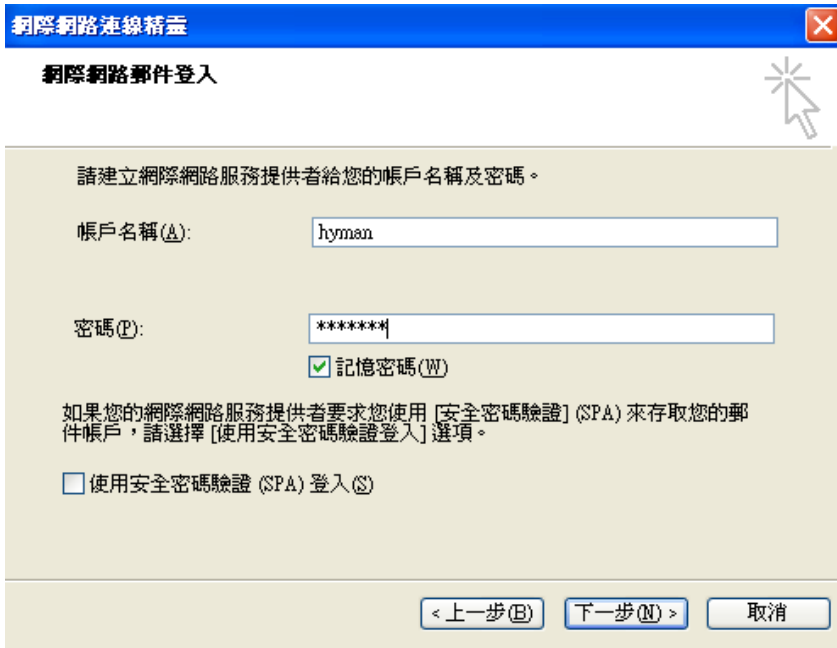 網際網路連線精靈
網際網路郵件登入
請建立網際網路服務提供者給您的帳戶名稱及密碼。
帳戶名稱(A):
hyman
密碼(P):
*******
記憶密碼(W)
如果您的網際網路服務提供者要求您使用 [安全密碼驗證] (SPA) 來存取您的郵
件帳戶，請選擇 [使用安全密碼驗證登入] 選項。
使用安全密碼驗證 (SPA) 登入(S)
< 上一步(B)
下一步(N) >
取消